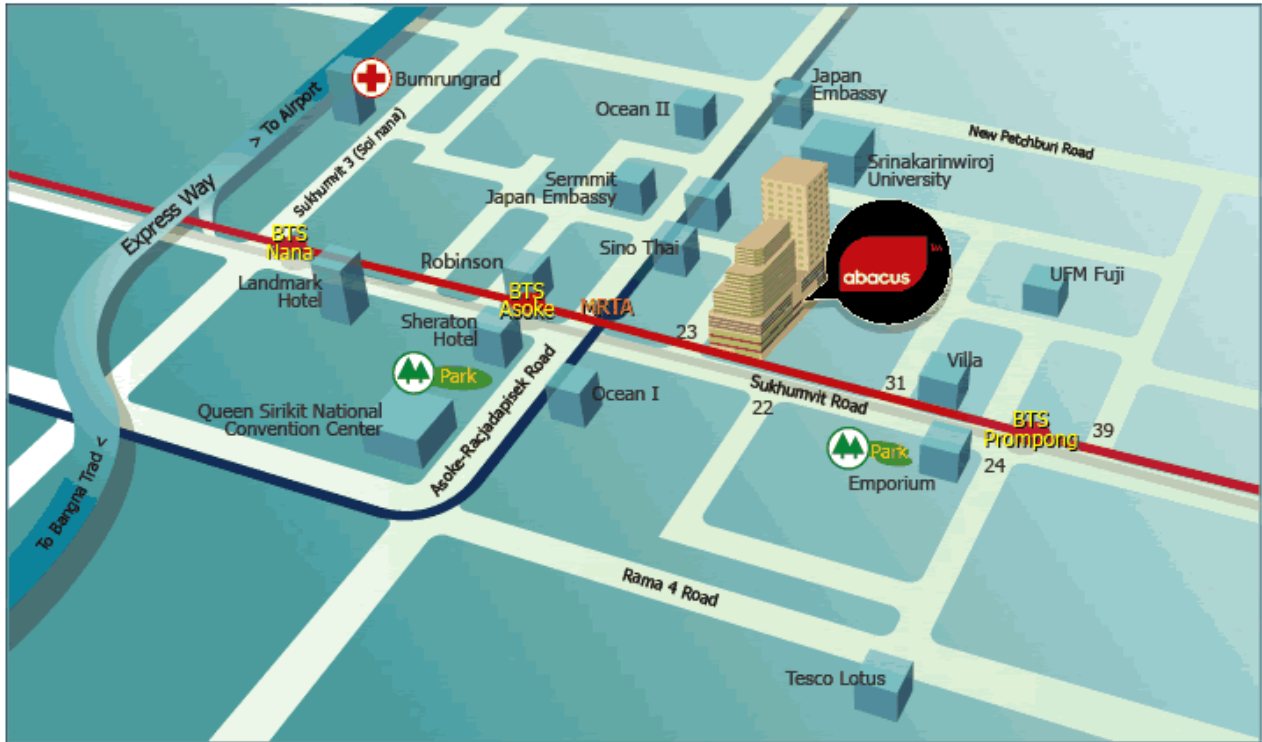 Bumrungrad
> To Airport
Sukhumvit 3 (Soi nana)
Express Way
Ocean II
Japan
Embassy
New Petchburi Road
Srinakarinwiroj
University
Sermmit
Japan Embassy
Sino Thai
abacus
TM
UFM Fuji
BTS
Nana
Landmark
Hotel
Robinson
BTS
Asoke
Asoke
MRTA
23
Sheraton
Hotel
Park
Ocean I
Asoke-Racjadapisek Road
Queen Sirikit National
Convention Center
Villa
31
Sukhumvit Road
22
BTS
Prompong
39
Park
24
Emporium
To Bangna Trad <
Rama 4 Road
Tesco Lotus